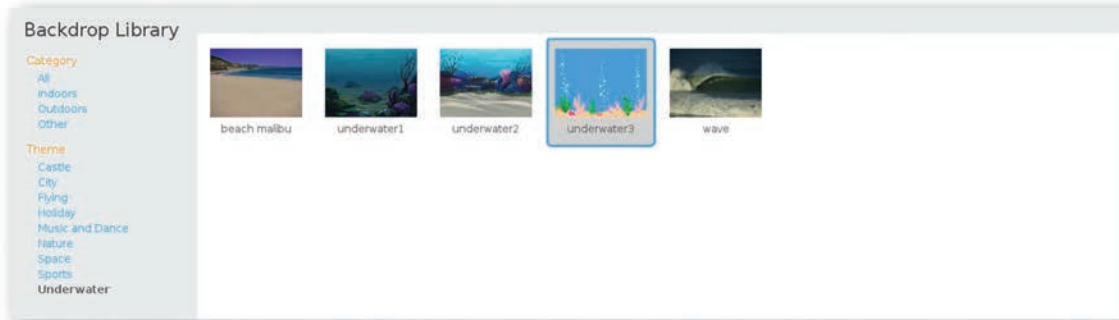 Backdrop Library
Category
All
Indoors
Outdoors
Other
Theme
Castle
City
Flying
Holiday
Music and Dance
Nature
Space
Sports
Underwater
beach malibu
underwater1
underwater2
underwater3
wave